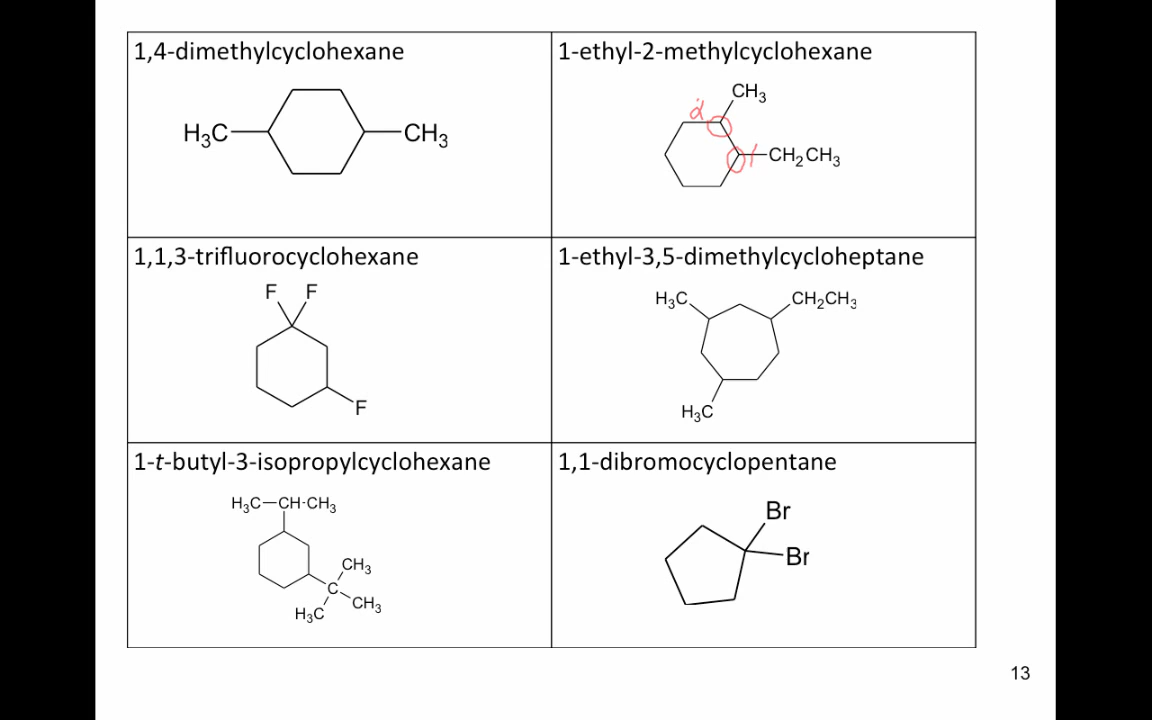 1,4-dimethylcyclohexane
H3C CH3
1-ethyl-2-methylcyclohexane
CH3
2
1
CH2CH3
1,1,3-trifluorocyclohexane
F F
F
1-ethyl-3,5-dimethylcycloheptane
H3C CH2CH3
H3C
1-t-butyl-3-isopropylcyclohexane
H3C—CH-CH3
CH3
C
CH3
H3C
1,1-dibromocyclopentane
Br
Br
13